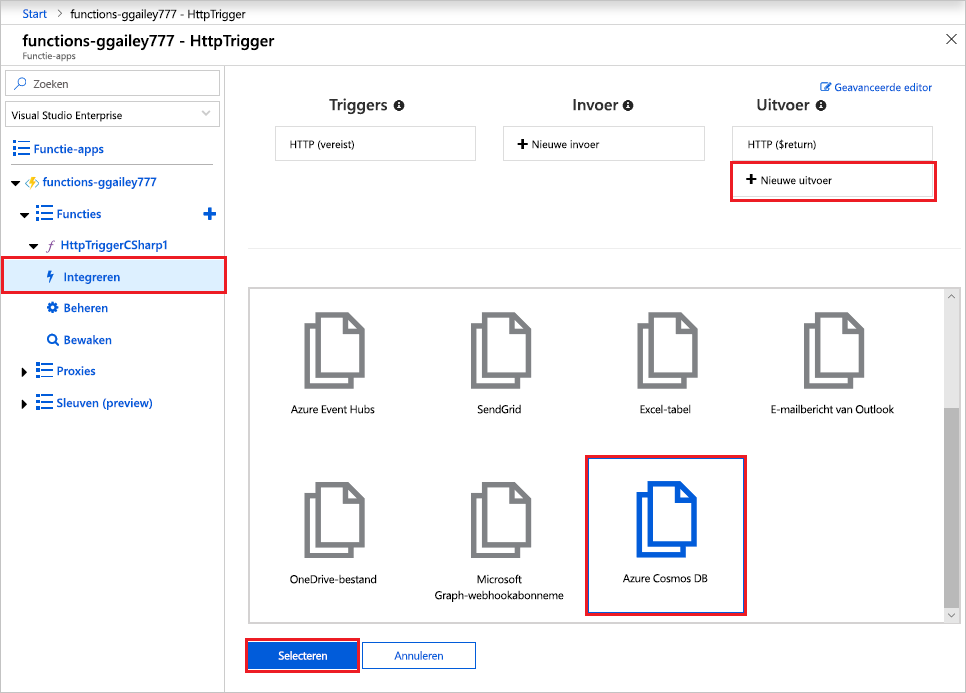 Start > functions-ggailey777 - HttpTrigger
functions-ggailey777 - HttpTrigger
Functie-apps
Zoeken
Visual Studio Enterprise
Functie-apps
functions-ggailey777
Functies
HttpTriggerCSharp1
Integreren
Beheren
Bewaken
Proxies
Sleuven (preview)
Geavanceerde editor
Triggers
HTTP (vereist)
Invoer
Nieuwe invoer
Uitvoer
HTTP ($return)
Nieuwe uitvoer
Azure Event Hubs
SendGrid
Excel-tabel
E-mailbericht van Outlook
OneDrive-bestand
Microsoft
Graph-webhookabonneme
Azure Cosmos DB
Selecteren
Annuleren